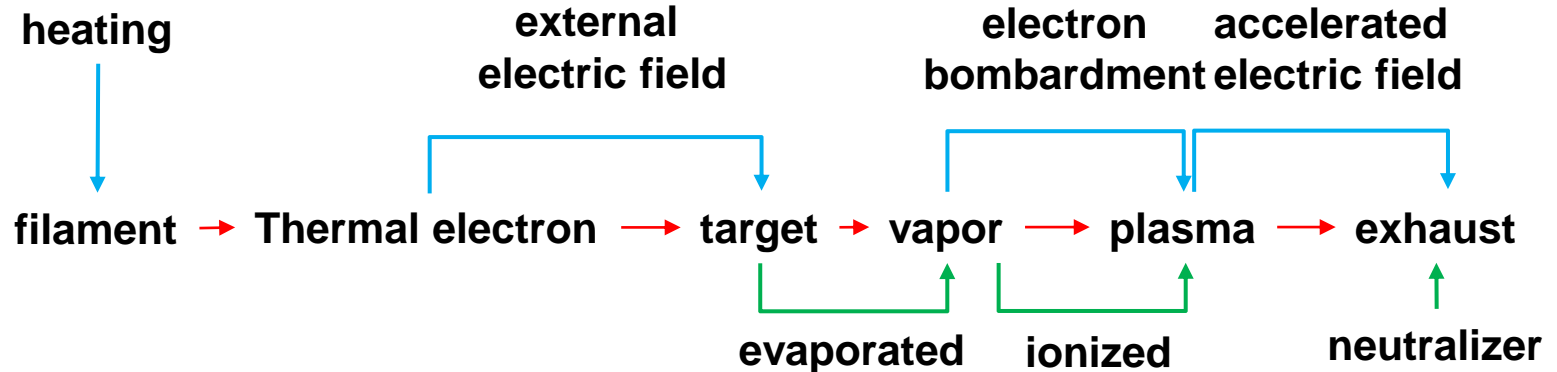 heating
external
electric field
electron
bombardment
accelerated
electric field
filament
Thermal electron
target
vapor
plasma
exhaust
evaporated
ionized
neutralizer